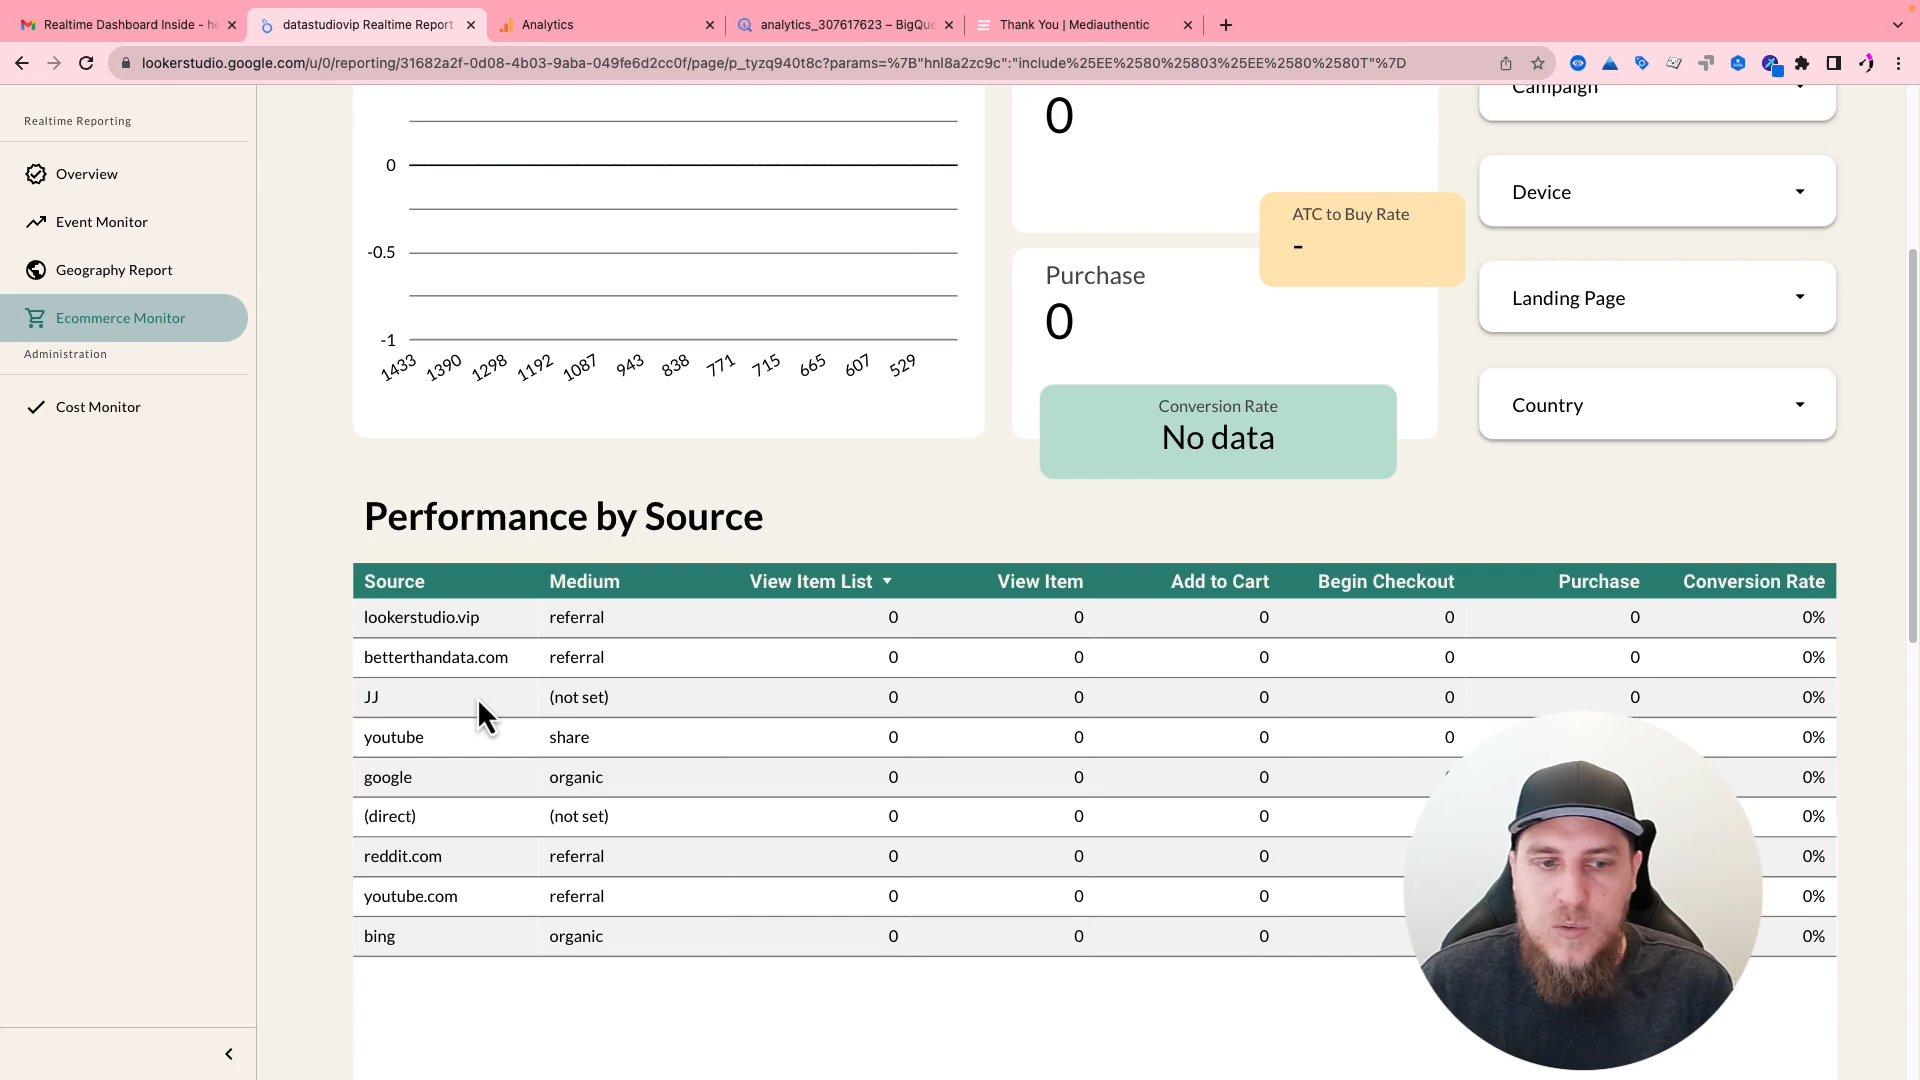 Realtime Dashboard Inside - he
datastudiovip Realtime Report
Analytics
analytics_307617623 – BigQue
Thank You | Mediauthentic
lookerstudio.google.com/u/0/reporting/31682a2f-0d08-4b03-9aba-049fe6d2cc0f/page/p_tyzq940t8c?params=%7B"hnl8a2zc9c":"include%25EE%2580%25803%25EE%2580%2580T"%7D
Realtime Reporting
Overview
Event Monitor
Geography Report
Ecommerce Monitor
Administration
Cost Monitor
0
-0.5
-1
1433 1390 1298 1192 1087 943 838 771 715 665 607 529
0
ATC to Buy Rate
-
Purchase
0
Conversion Rate
No data
Campaign
Device
Landing Page
Country
Performance by Source
Source Medium View Item List View Item Add to Cart Begin Checkout Purchase Conversion Rate
lookerstudio.vip referral 0 0 0 0 0 0%
betterthandata.com referral 0 0 0 0 0 0%
JJ (not set) 0 0 0 0 0 0%
youtube share 0 0 0 0 0%
google organic 0 0 0 0%
(direct) (not set) 0 0 0 0%
reddit.com referral 0 0 0 0%
youtube.com referral 0 0 0 0%
bing organic 0 0 0 0%